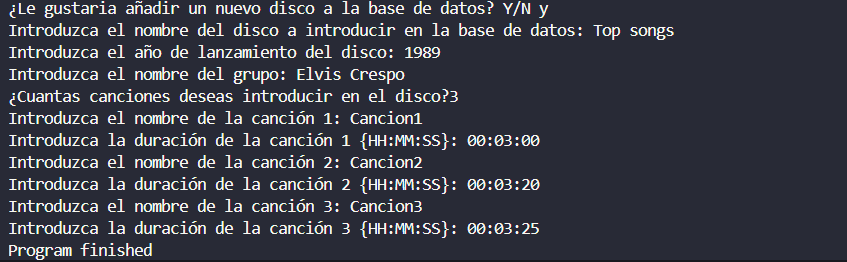 ¿Le gustaria añadir un nuevo disco a la base de datos? Y/N y
Introduzca el nombre del disco a introducir en la base de datos: Top songs
Introduzca el año de lanzamiento del disco: 1989
Introduzca el nombre del grupo: Elvis Crespo
¿Cuantas canciones deseas introducir en el disco?3
Introduzca el nombre de la canción 1: Cancion1
Introduzca la duración de la canción 1 {HH:MM:SS}: 00:03:00
Introduzca el nombre de la canción 2: Cancion2
Introduzca la duración de la canción 2 {HH:MM:SS}: 00:03:20
Introduzca el nombre de la canción 3: Cancion3
Introduzca la duración de la canción 3 {HH:MM:SS}: 00:03:25
Program finished